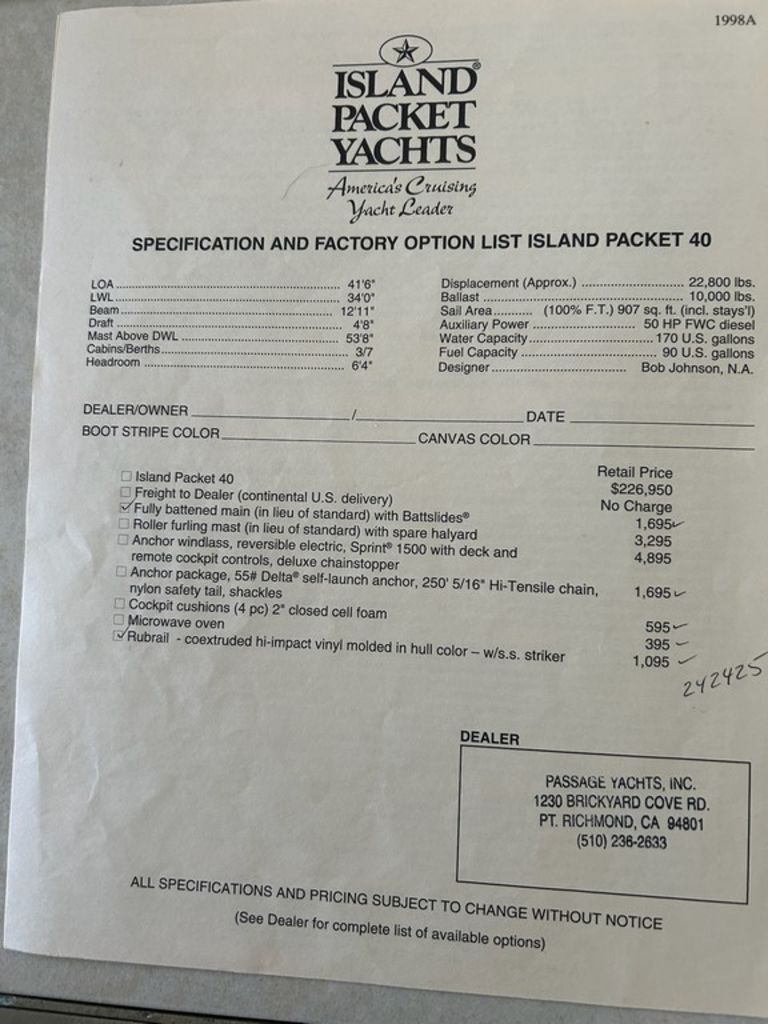 1998A
ISLAND®
PACKET
YACHTS
America's Cruising
Yacht Leader
SPECIFICATION AND FACTORY OPTION LIST ISLAND PACKET 40
LOA 41'6"
LWL 34'0"
Beam 12'11"
Draft 4'8"
Mast Above DWL 53'8"
Cabins/Berths 3/7
Headroom 6'4"
Displacement (Approx.) 22,800 lbs.
Ballast 10,000 lbs.
Sail Area (100% F.T.) 907 sq. ft. (incl. stays'l)
Auxiliary Power 50 HP FWC diesel
Water Capacity 170 U.S. gallons
Fuel Capacity 90 U.S. gallons
Designer Bob Johnson, N.A.
DEALER/OWNER / DATE
BOOT STRIPE COLOR CANVAS COLOR
Retail Price
☐ Island Packet 40 $226,950
☐ Freight to Dealer (continental U.S. delivery) No Charge
☑ Fully battened main (in lieu of standard) with Battslides® 1,695 ✓
☐ Roller furling mast (in lieu of standard) with spare halyard 3,295
☐ Anchor windlass, reversible electric, Sprint® 1500 with deck and 4,895
remote cockpit controls, deluxe chainstopper
☐ Anchor package, 55# Delta® self-launch anchor, 250' 5/16" Hi-Tensile chain, 1,695 ✓
nylon safety tail, shackles
☐ Cockpit cushions (4 pc) 2" closed cell foam 595 ✓
☐ Microwave oven 395 ✓
☑ Rubrail - coextruded hi-impact vinyl molded in hull color – w/s.s. striker 1,095 ✓
242425
DEALER
PASSAGE YACHTS, INC.
1230 BRICKYARD COVE RD.
PT. RICHMOND, CA 94801
(510) 236-2633
ALL SPECIFICATIONS AND PRICING SUBJECT TO CHANGE WITHOUT NOTICE
(See Dealer for complete list of available options)